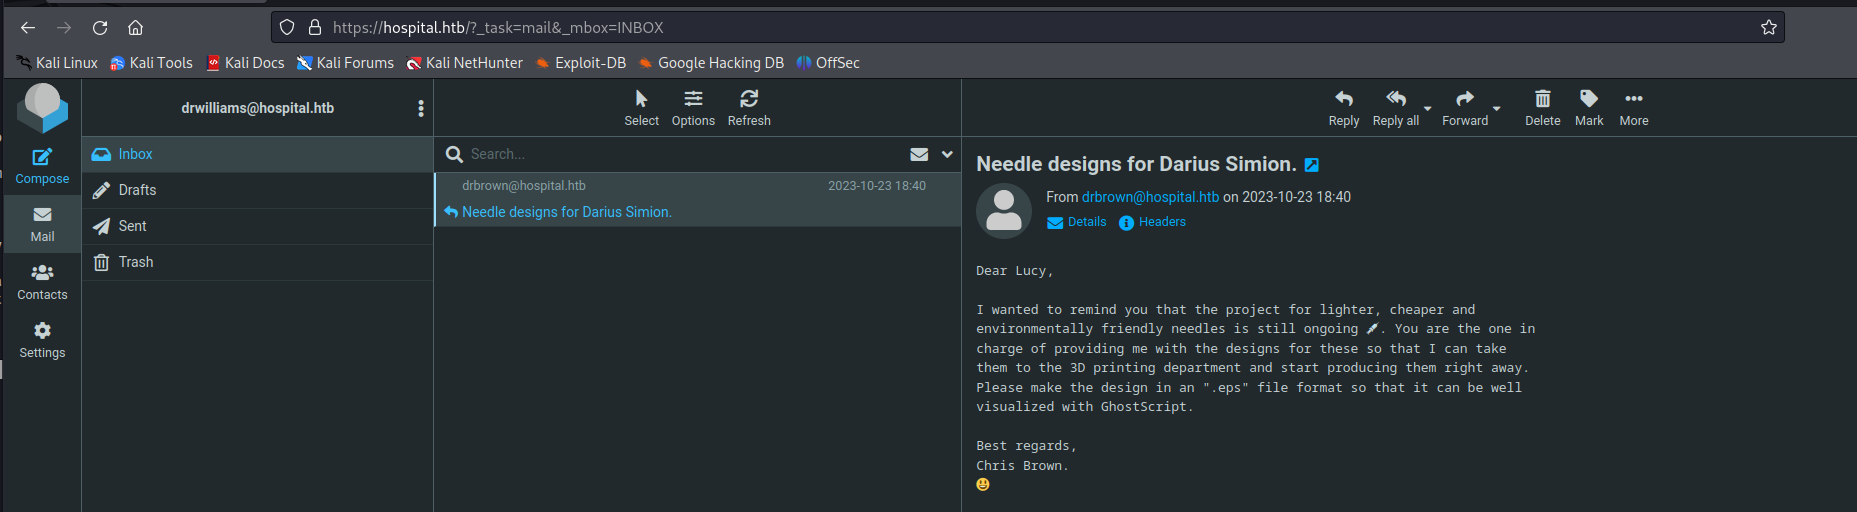 https://hospital.htb/?_task=mail&_mbox=INBOX
Kali Linux Kali Tools Kali Docs Kali Forums Kali NetHunter Exploit-DB Google Hacking DB OffSec
drwilliams@hospital.htb
Compose
Mail
Contacts
Settings
Inbox
Drafts
Sent
Trash
Select Options Refresh
Search...
drbrown@hospital.htb 2023-10-23 18:40
Needle designs for Darius Simion.
Reply Reply all Forward Delete Mark More
Needle designs for Darius Simion.
From drbrown@hospital.htb on 2023-10-23 18:40
Details Headers
Dear Lucy,
I wanted to remind you that the project for lighter, cheaper and
environmentally friendly needles is still ongoing 💉. You are the one in
charge of providing me with the designs for these so that I can take
them to the 3D printing department and start producing them right away.
Please make the design in an ".eps" file format so that it can be well
visualized with GhostScript.
Best regards,
Chris Brown.
😃